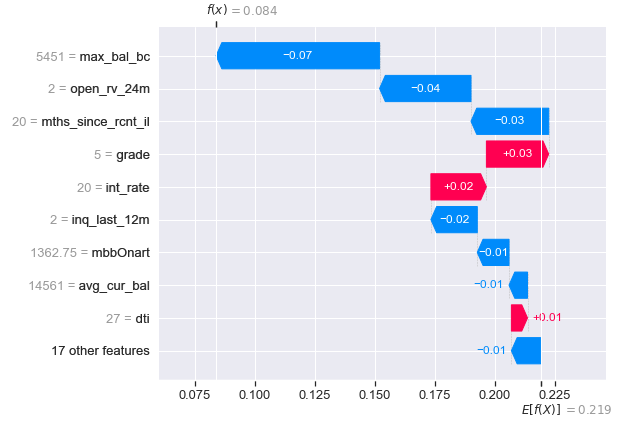 f(x) = 0.084
5451 = max_bal_bc
−0.07
2 = open_rv_24m
−0.04
20 = mths_since_rcnt_il
−0.03
5 = grade
+0.03
20 = int_rate
+0.02
2 = inq_last_12m
−0.02
1362.75 = mbbOnart
−0.01
14561 = avg_cur_bal
−0.01
27 = dti
+0.01
17 other features
−0.01
0.075 0.100 0.125 0.150 0.175 0.200 0.225
E[f(X)] = 0.219